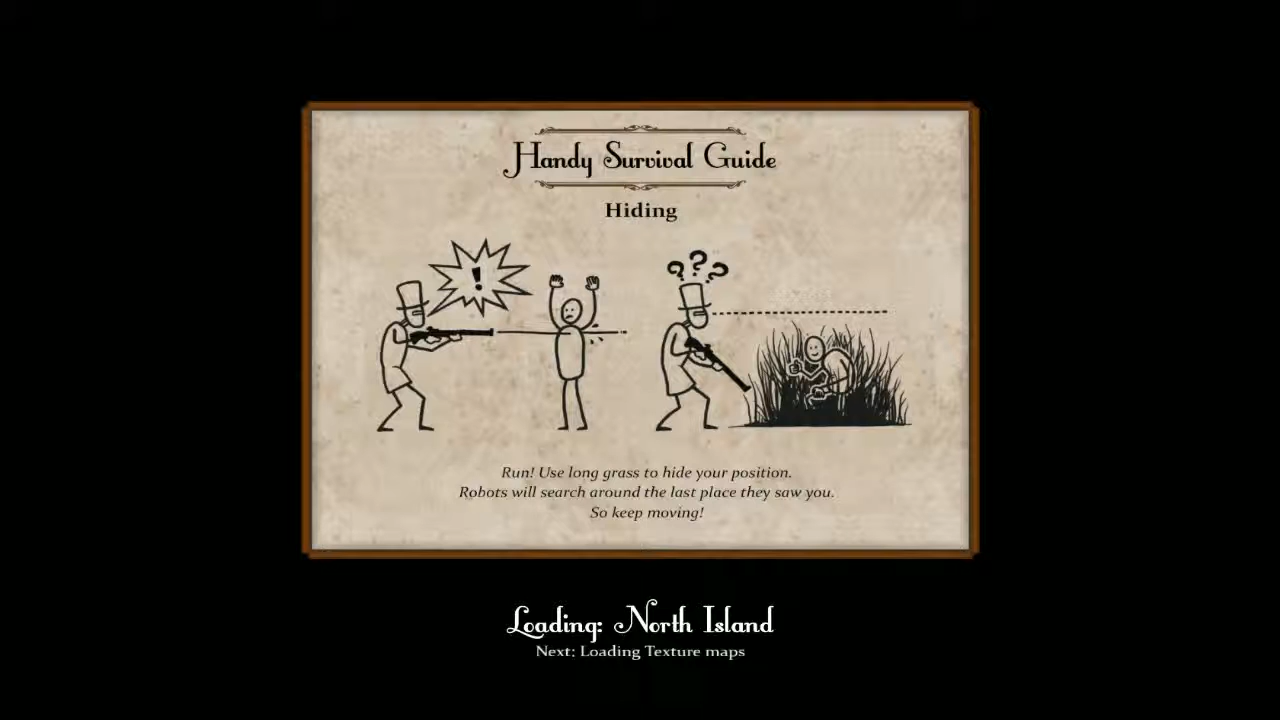 Handy Survival Guide
Hiding
!
? ? ?
Run! Use long grass to hide your position.
Robots will search around the last place they saw you.
So keep moving!
Loading: North Island
Next: Loading Texture maps